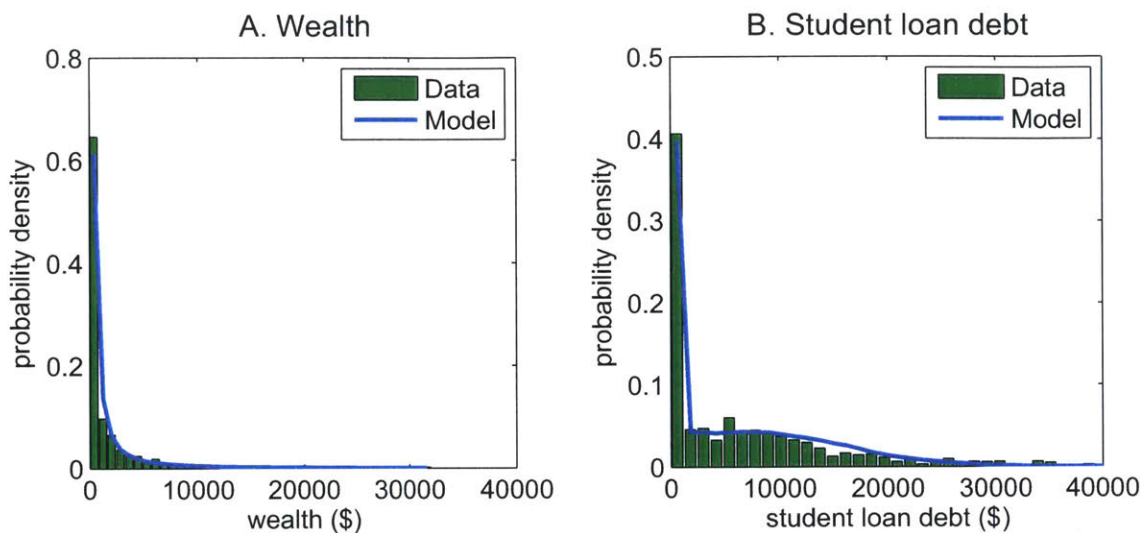 A. Wealth
0.8
0.6
0.4
0.2
0
probability density
Data
Model
0
10000
20000
30000
40000
wealth ($)
B. Student loan debt
0.5
0.4
0.3
0.2
0.1
0
probability density
Data
Model
0
10000
20000
30000
40000
student loan debt ($)